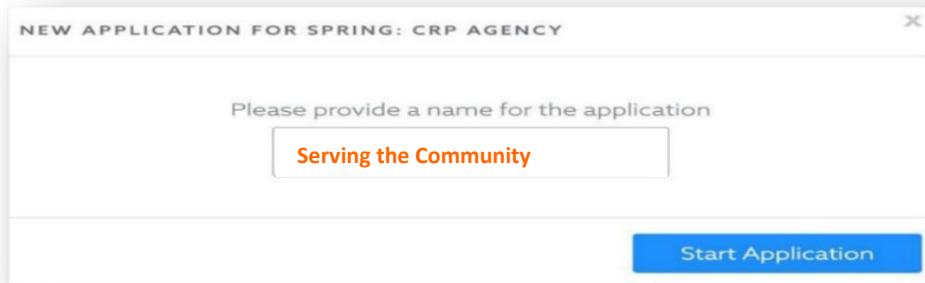 NEW APPLICATION FOR SPRING: CRP AGENCY
Please provide a name for the application
Serving the Community
Start Application